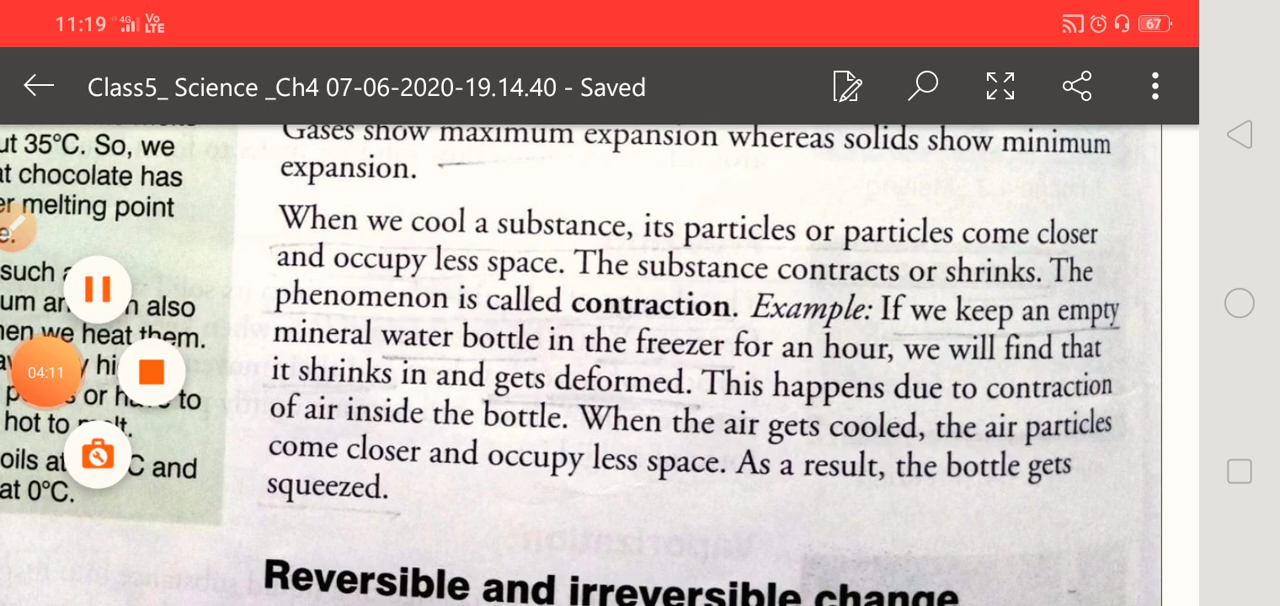 11:19 4G Vo LTE 67
Class5_ Science _Ch4 07-06-2020-19.14.40 - Saved
ut 35°C. So, we
at chocolate has
er melting point
e.
such
um an also
hen we heat them.
hi
or to
hot to
oils at C and
at 0°C.
04:11
Gases show maximum expansion whereas solids show minimum
expansion.
When we cool a substance, its particles or particles come closer
and occupy less space. The substance contracts or shrinks. The
phenomenon is called contraction. Example: If we keep an empty
mineral water bottle in the freezer for an hour, we will find that
it shrinks in and gets deformed. This happens due to contraction
of air inside the bottle. When the air gets cooled, the air particles
come closer and occupy less space. As a result, the bottle gets
squeezed.
Reversible and irreversible change